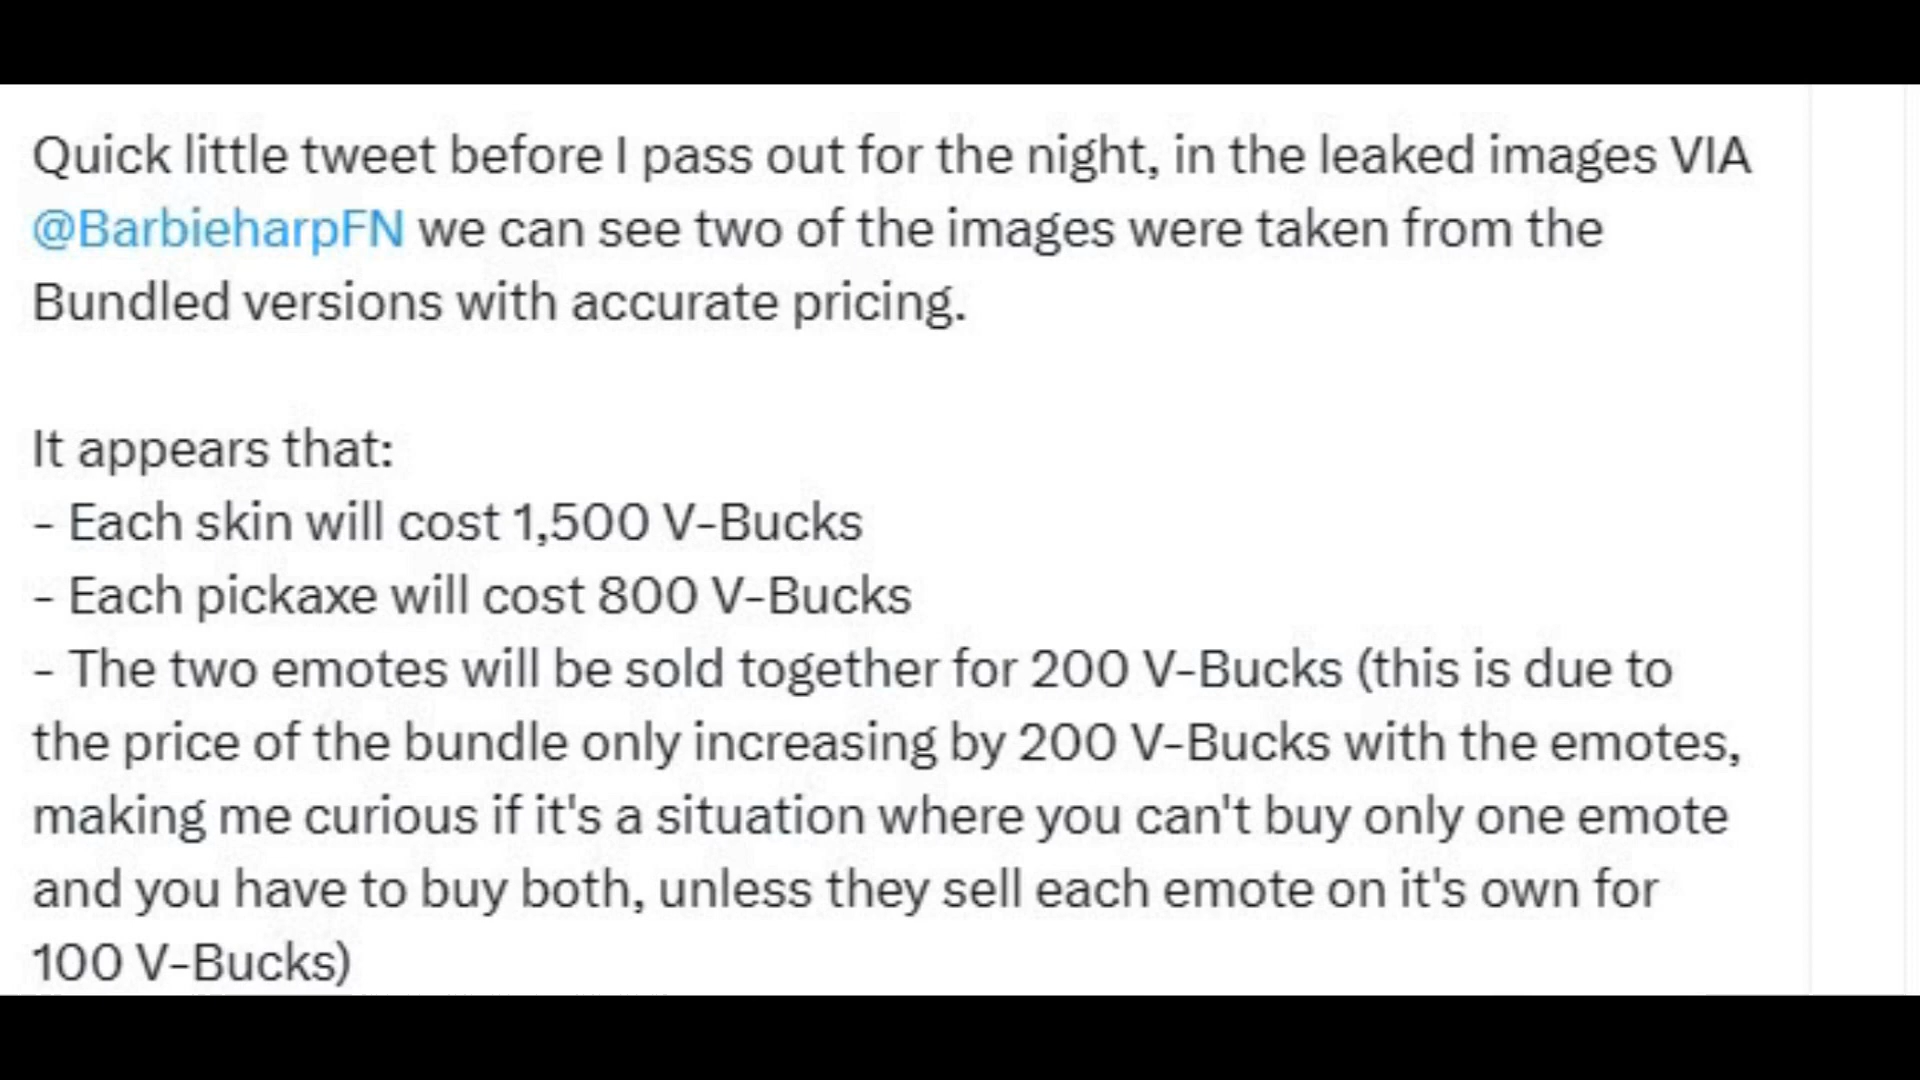 Quick little tweet before I pass out for the night, in the leaked images VIA
@BarbieharpFN we can see two of the images were taken from the
Bundled versions with accurate pricing.
It appears that:
- Each skin will cost 1,500 V-Bucks
- Each pickaxe will cost 800 V-Bucks
- The two emotes will be sold together for 200 V-Bucks (this is due to
the price of the bundle only increasing by 200 V-Bucks with the emotes,
making me curious if it's a situation where you can't buy only one emote
and you have to buy both, unless they sell each emote on it's own for
100 V-Bucks)